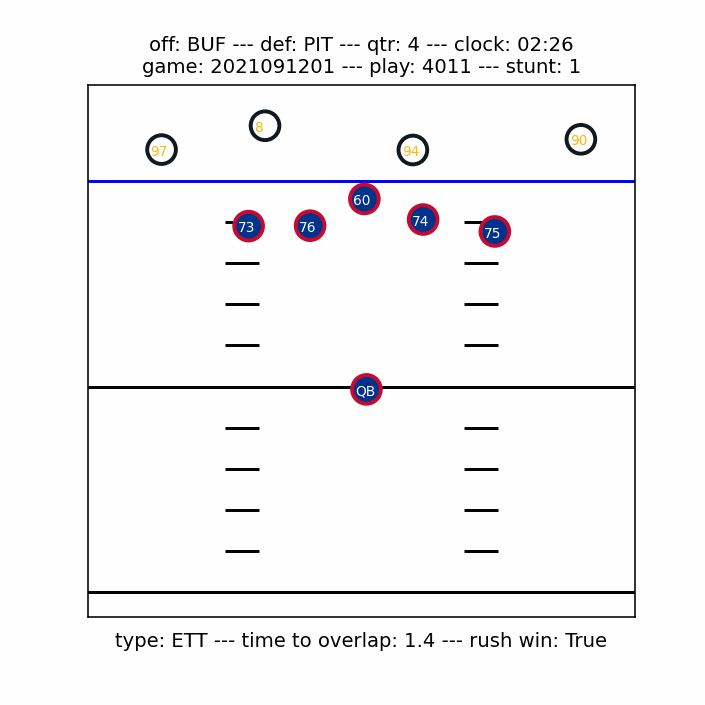 off: BUF --- def: PIT --- qtr: 4 --- clock: 02:26
game: 2021091201 --- play: 4011 --- stunt: 1
8
97
94
90
60
73
76
74
75
QB
type: ETT --- time to overlap: 1.4 --- rush win: True